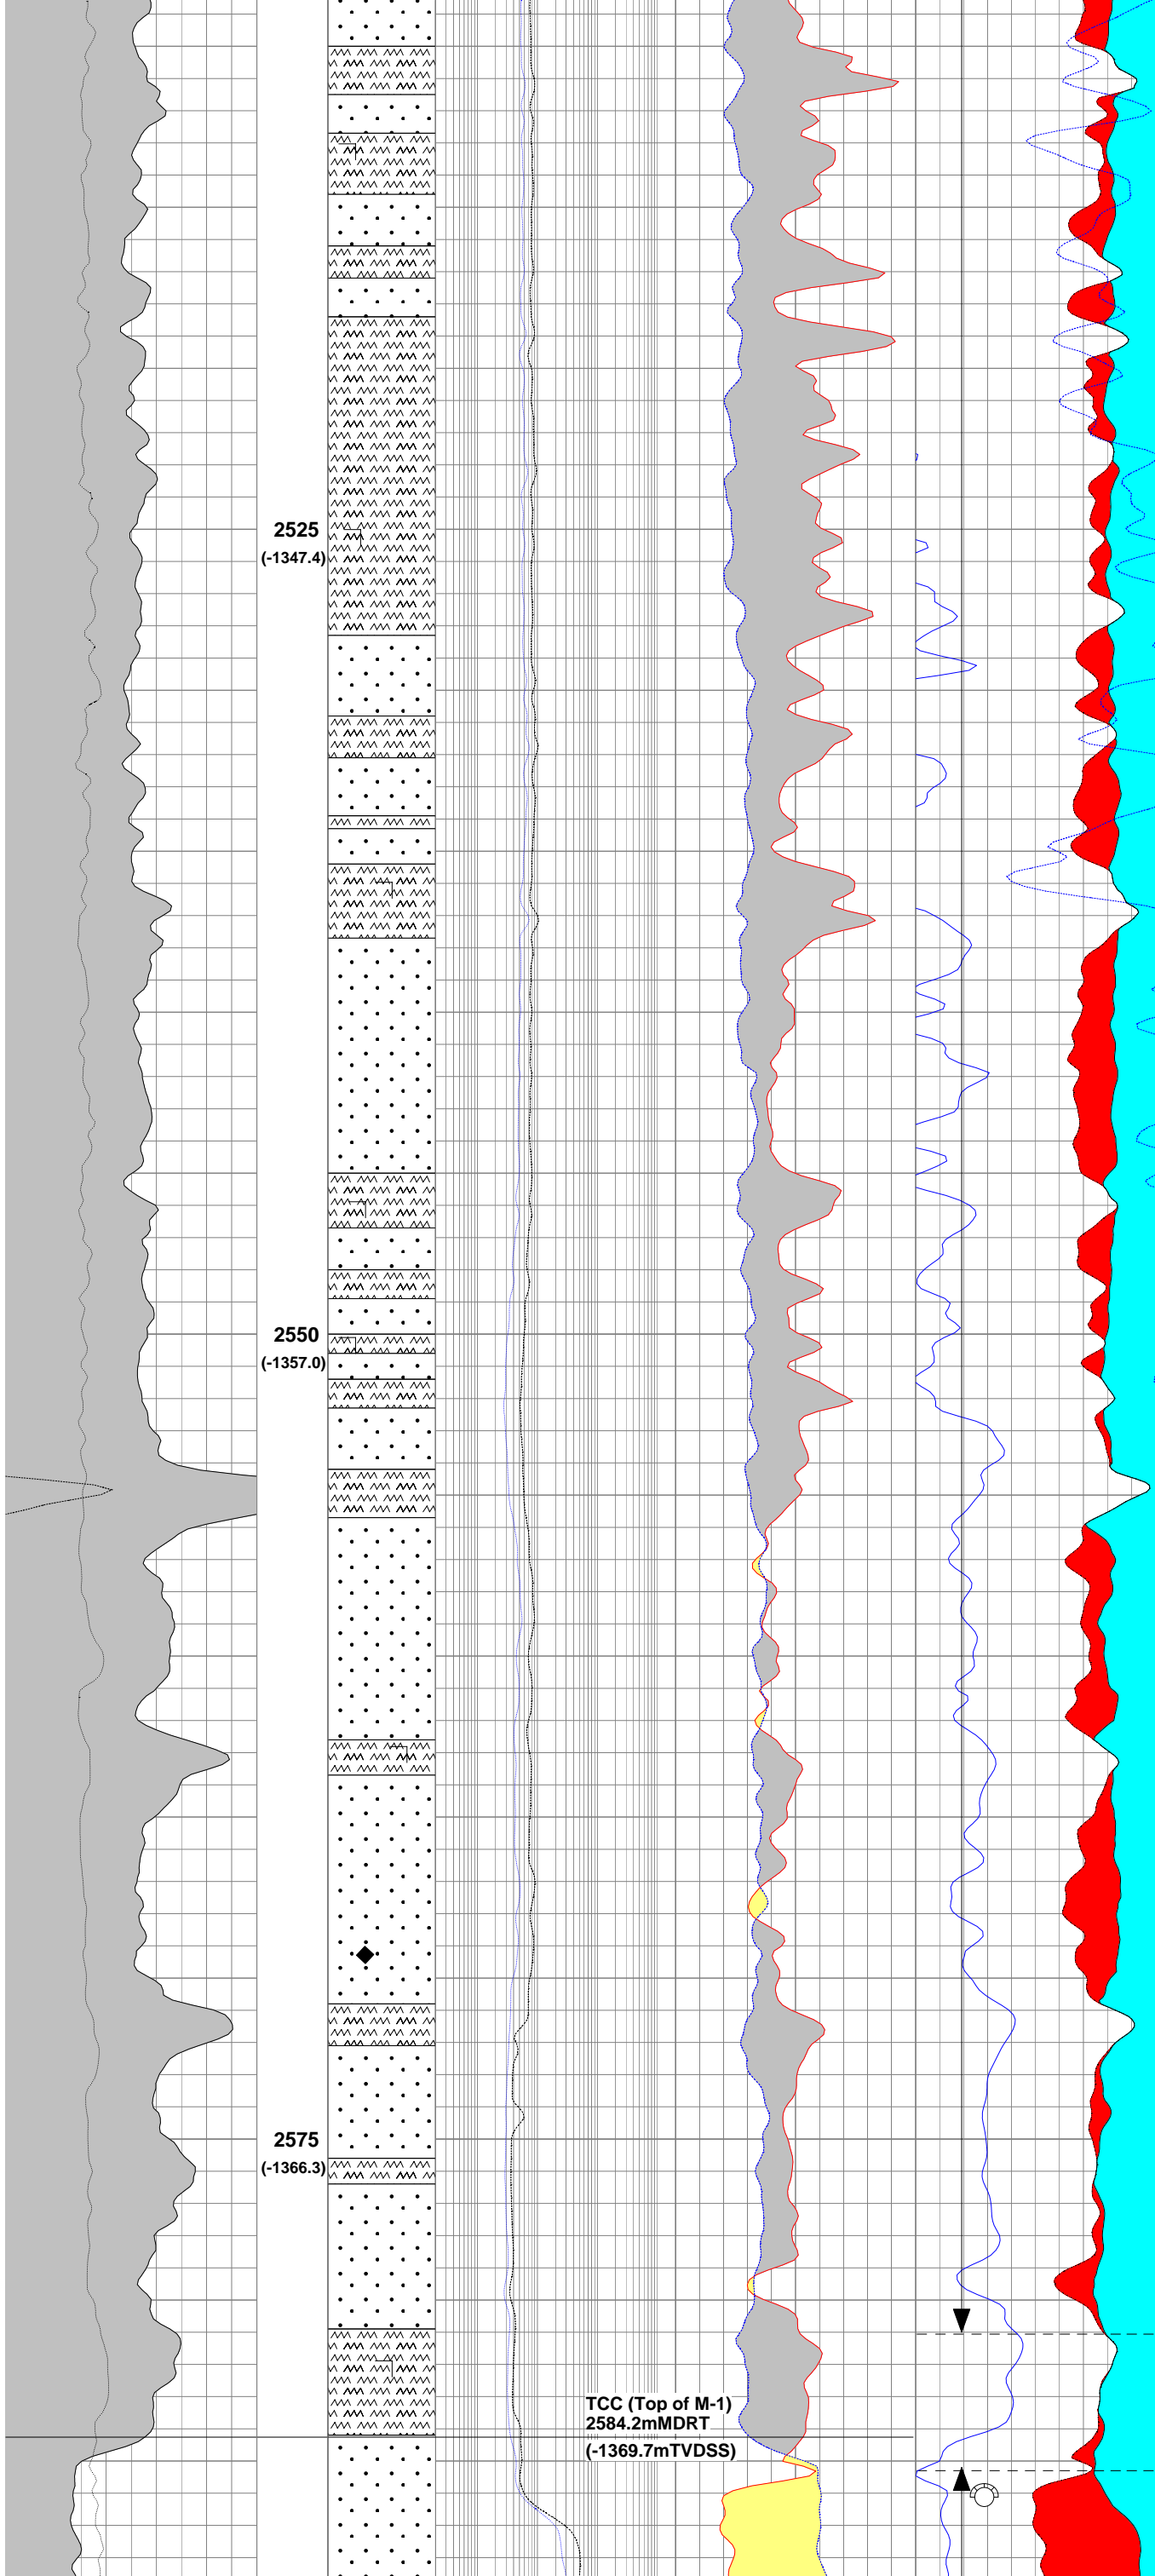 2525
(-1347.4)
2550
(-1357.0)
2575
(-1366.3)
TCC (Top of M-1)
2584.2mMDRT
(-1369.7mTVDSS)